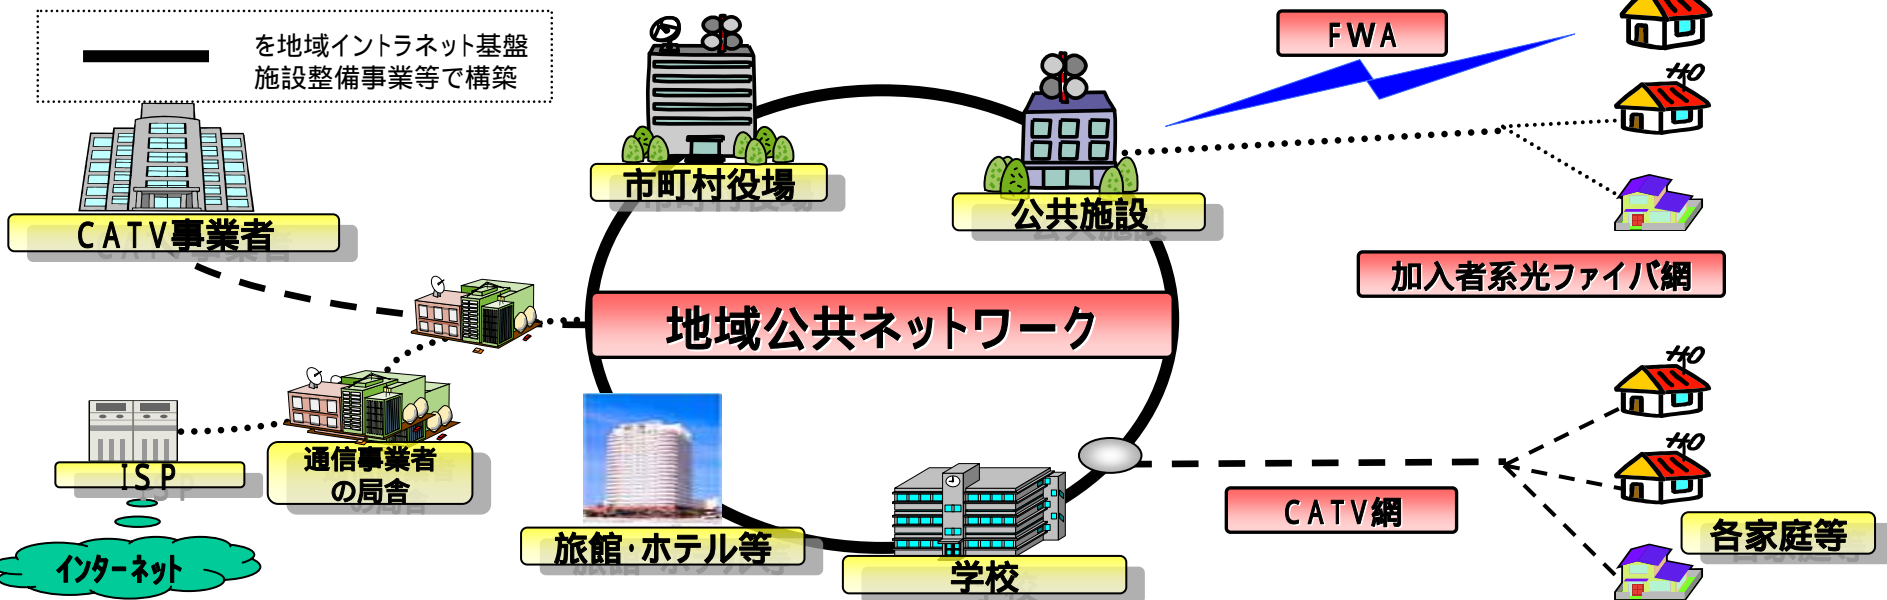 を地域イントラネット基盤
施設整備事業等で構築
FWA
市町村役場
公共施設
CATV事業者
加入者系光ファイバ網
地域公共ネットワーク
ISP
通信事業者
の局舎
CATV網
旅館・ホテル等
学校
各家庭等
インターネット